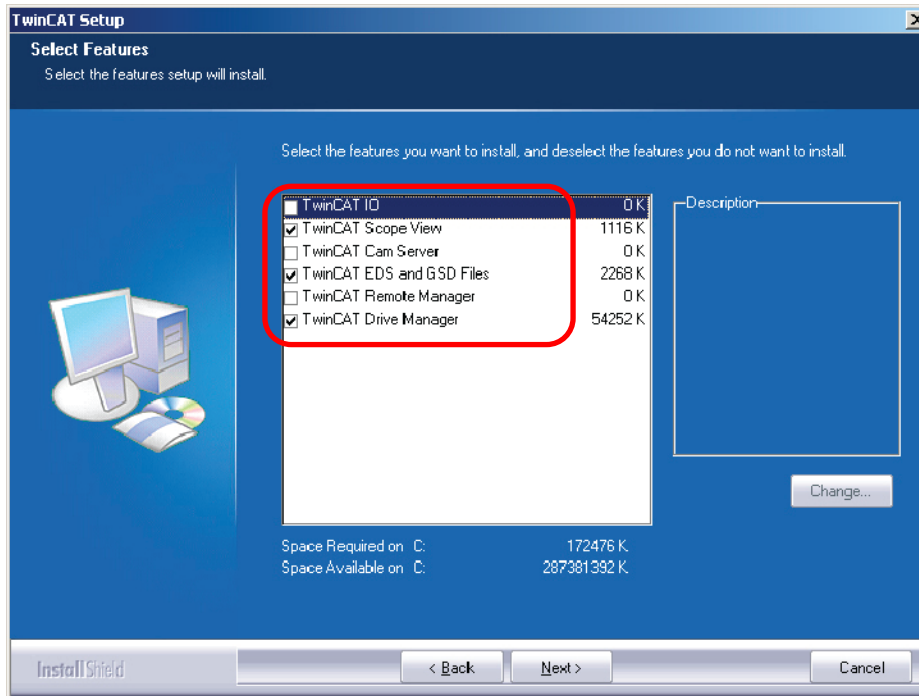 TwinCAT Setup
Select Features
Select the features setup will install.
Select the features you want to install, and deselect the features you do not want to install.
TwinCAT IO 0 K
TwinCAT Scope View 1116 K
TwinCAT Cam Server 0 K
TwinCAT EDS and GSD Files 2268 K
TwinCAT Remote Manager 0 K
TwinCAT Drive Manager 54252 K
Description
Change...
Space Required on C: 172476 K
Space Available on C: 287381392 K
InstallShield
< Back
Next >
Cancel